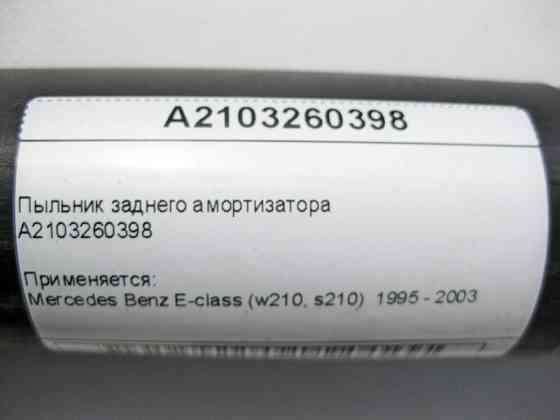 A2103260398
Пыльник заднего амортизатора
A2103260398
Применяется:
Mercedes Benz E-class (w210, s210) 1995 - 2003